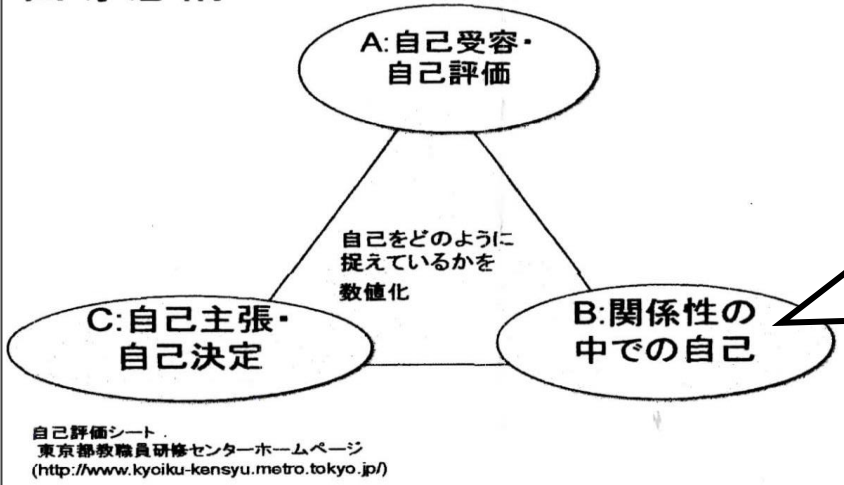 A:自己受容・
自己評価
自己をどのように
捉えているかを
数値化
C:自己主張・
自己決定
B:関係性の
中での自己
自己評価シート
東京都教職員研修センターホームページ
(http://www.kyoiku-kensyu.metro.tokyo.jp/)